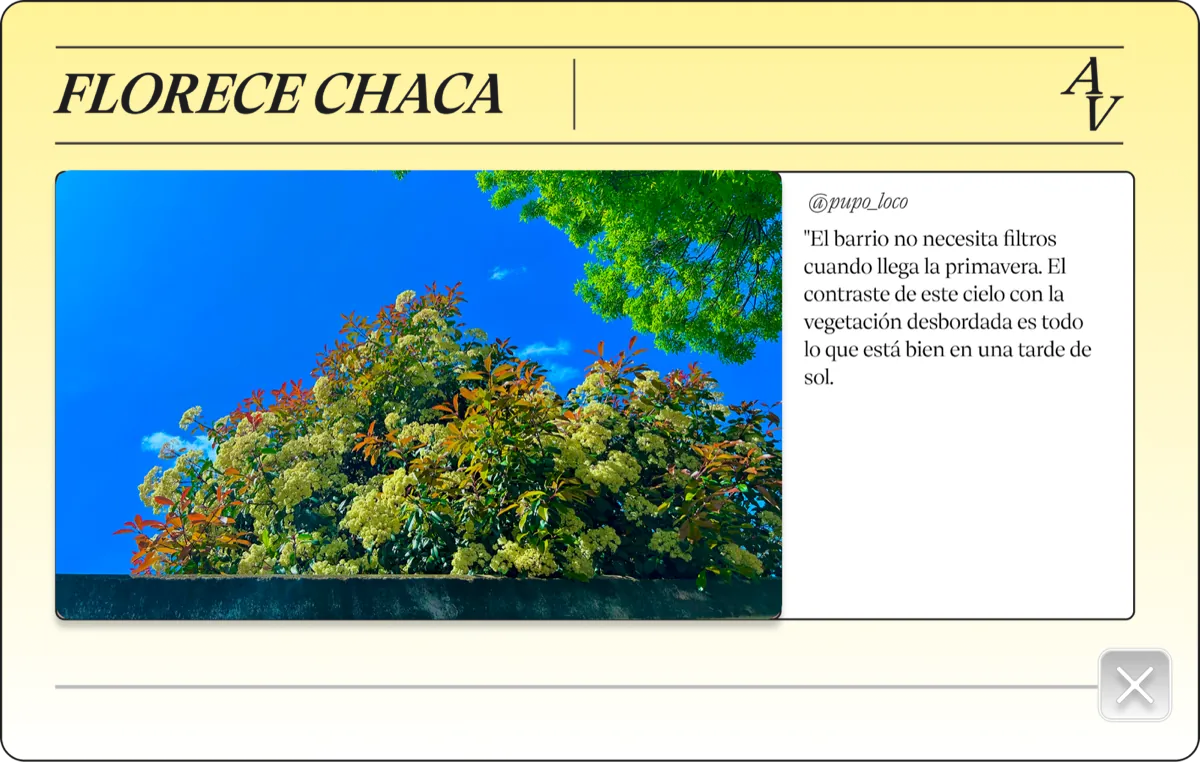 FLORECE CHACA
A
V
@pupo_loco
"El barrio no necesita filtros
cuando llega la primavera. El
contraste de este cielo con la
vegetación desbordada es todo
lo que está bien en una tarde de
sol.